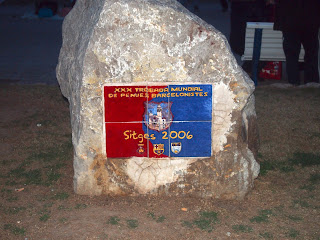 XXX TROBADA MUNDIAL
DE PENYES BARCELONISTES
Sitges 2006